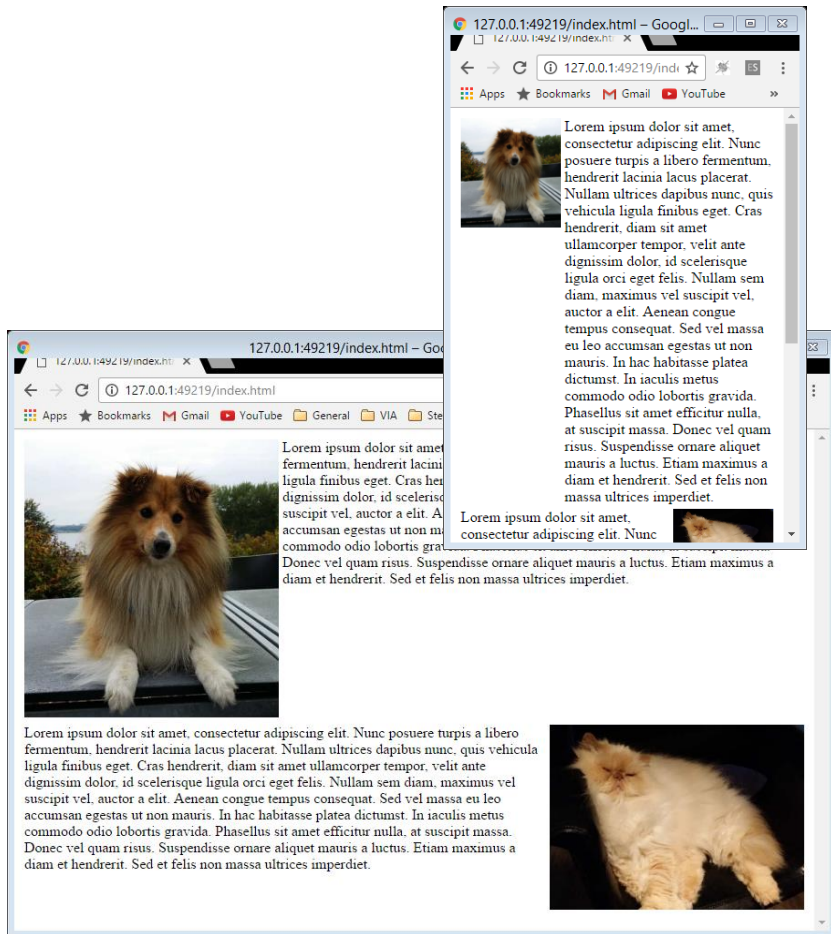 127.0.0.1:49219/index.html – Googl...
127.0.0.1:49219/index.ht
127.0.0.1:49219/inde
ES
Apps Bookmarks Gmail YouTube »
Lorem ipsum dolor sit amet,
consectetur adipiscing elit. Nunc
posuere turpis a libero fermentum,
hendrerit lacinia lacus placerat.
Nullam ultrices dapibus nunc, quis
vehicula ligula finibus eget. Cras
hendrerit, diam sit amet
ullamcorper tempor, velit ante
dignissim dolor, id scelerisque
ligula orci eget felis. Nullam sem
diam, maximus vel suscipit vel,
auctor a elit. Aenean congue
tempus consequat. Sed vel massa
eu leo accumsan egestas ut non
mauris. In hac habitasse platea
dictumst. In iaculis metus
commodo odio lobortis gravida.
Phasellus sit amet efficitur nulla,
at suscipit massa. Donec vel quam
risus. Suspendisse ornare aliquet
mauris a luctus. Etiam maximus a
diam et hendrerit. Sed et felis non
massa ultrices imperdiet.
Lorem ipsum dolor sit amet,
consectetur adipiscing elit. Nunc
127.0.0.1:49219/index.html – Go
127.0.0.1:49219/index.ht
127.0.0.1:49219/index.html
Apps Bookmarks Gmail YouTube General VIA Ste
Lorem ipsum dolor sit amet
fermentum, hendrerit lacini
ligula finibus eget. Cras her
dignissim dolor, id scelerisq
suscipit vel, auctor a elit. A
accumsan egestas ut non ma
commodo odio lobortis
Donec vel quam risus. Suspendisse ornare aliquet mauris a luctus. Etiam maximus a
diam et hendrerit. Sed et felis non massa ultrices imperdiet.
Lorem ipsum dolor sit amet, consectetur adipiscing elit. Nunc posuere turpis a libero
fermentum, hendrerit lacinia lacus placerat. Nullam ultrices dapibus nunc, quis vehicula
ligula finibus eget. Cras hendrerit, diam sit amet ullamcorper tempor, velit ante
dignissim dolor, id scelerisque ligula orci eget felis. Nullam sem diam, maximus vel
suscipit vel, auctor a elit. Aenean congue tempus consequat. Sed vel massa eu leo
accumsan egestas ut non mauris. In hac habitasse platea dictumst. In iaculis metus
commodo odio lobortis gravida. Phasellus sit amet efficitur nulla, at suscipit massa.
Donec vel quam risus. Suspendisse ornare aliquet mauris a luctus. Etiam maximus a
diam et hendrerit. Sed et felis non massa ultrices imperdiet.